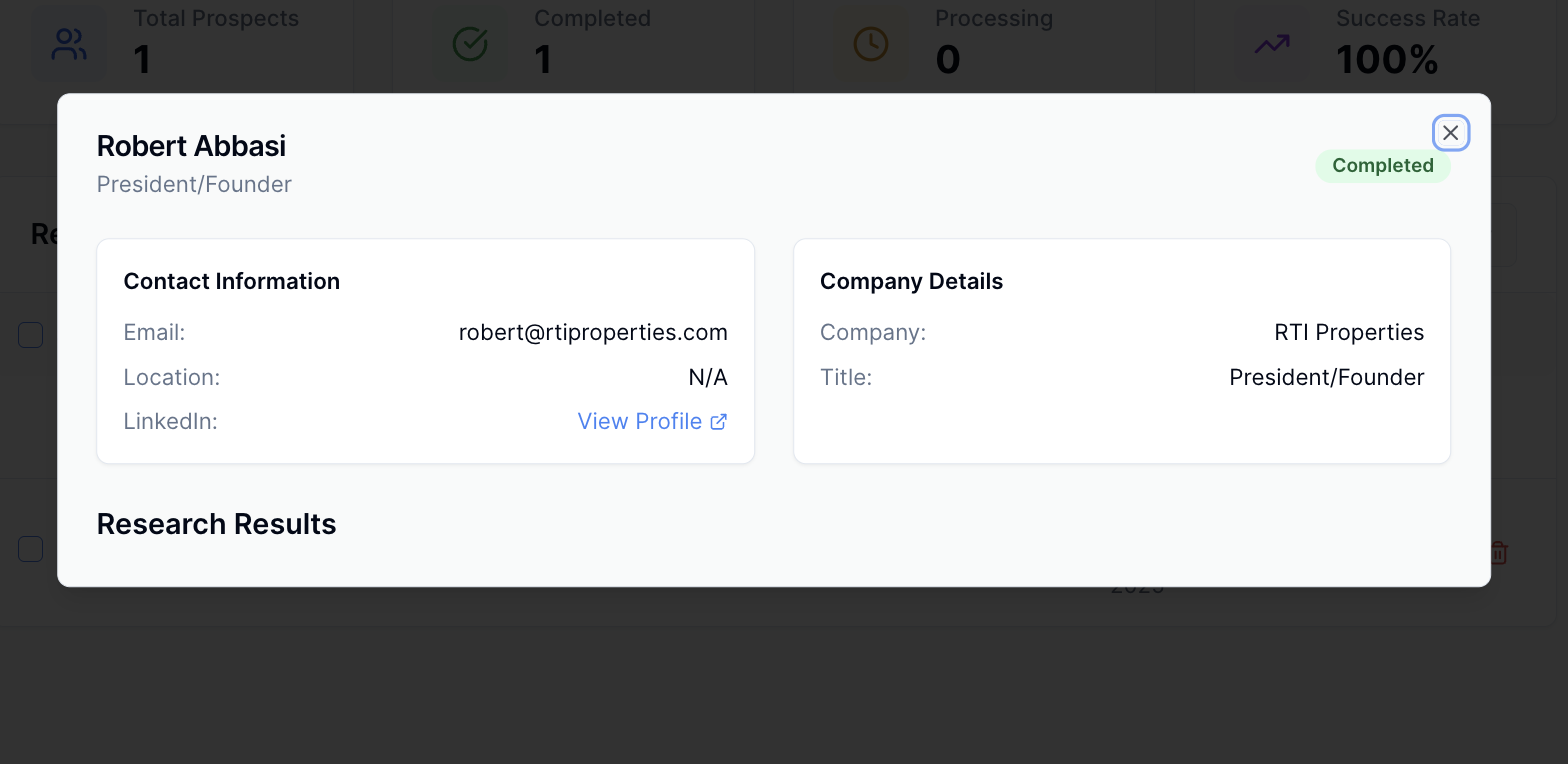 Total Prospects
1
Completed
1
Processing
0
Success Rate
100%
Robert Abbasi
President/Founder
Completed
Re
Contact Information
Email: robert@rtiproperties.com
Location: N/A
LinkedIn: View Profile
Company Details
Company: RTI Properties
Title: President/Founder
Research Results